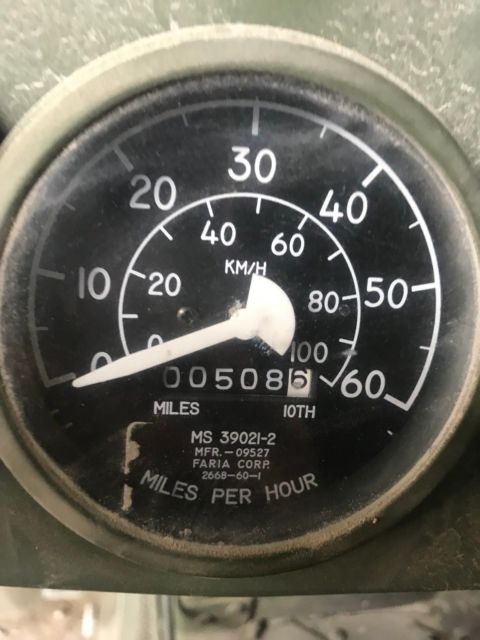 0 10 20 30 40 50 60
0 20 40 60 80 100
KM/H
005086
MILES 10TH
MS 39021-2
MFR.-09527
FARIA CORP.
2668-60-1
MILES PER HOUR